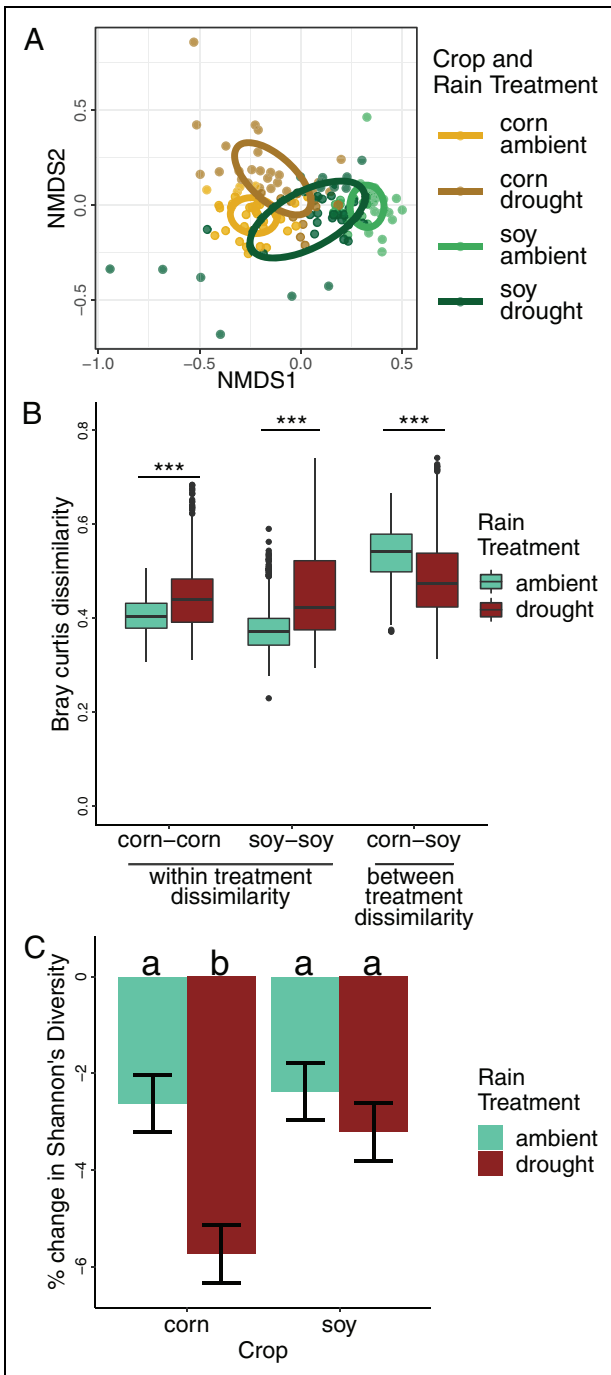 A
Crop and
Rain Treatment
corn
ambient
corn
drought
soy
ambient
soy
drought
NMDS2
0.5
0.0
−0.5
−1.0
−0.5
0.0
0.5
NMDS1
B
Bray curtis dissimilarity
0.8
0.6
0.4
0.2
0.0
***
***
***
Rain
Treatment
ambient
drought
corn−corn
soy−soy
corn−soy
within treatment
dissimilarity
between
treatment
dissimilarity
C
% change in Shannon's Diversity
0
−2
−4
−6
a
b
a
a
Rain
Treatment
ambient
drought
corn
soy
Crop